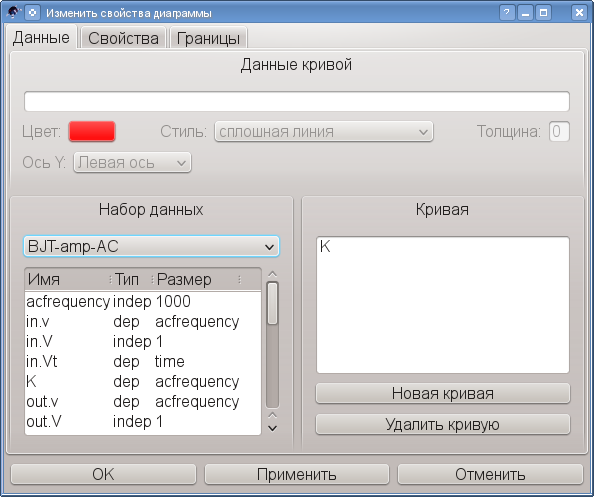 Изменить свойства диаграммы
Данные Свойства Границы
Данные кривой
Цвет: Стиль: сплошная линия Толщина: 0
Ось Y: Левая ось
Набор данных
BJT-amp-AC
Имя Тип Размер
acfrequency indep 1000
in.v dep acfrequency
in.V indep 1
in.Vt dep time
K dep acfrequency
out.v dep acfrequency
out.V indep 1
Кривая
K
Новая кривая
Удалить кривую
OK Применить Отменить